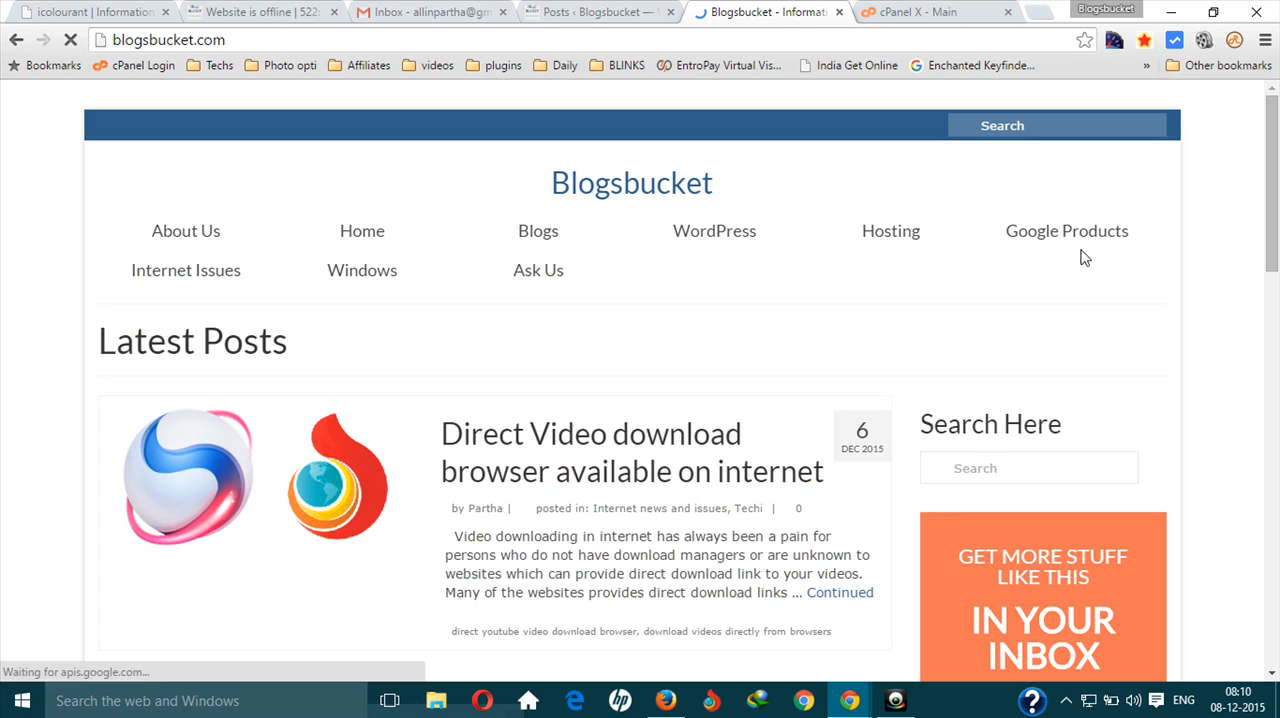 icolourant | Information
Website is offline | 522:
Inbox - allinpartha@gm
Posts ‹ Blogsbucket —
Blogsbucket - Informati
cPanel X - Main
Blogsbucket
blogsbucket.com
Bookmarks
cPanel Login
Techs
Photo opti
Affiliates
videos
plugins
Daily
BLINKS
EntroPay Virtual Vis...
India Get Online
Enchanted Keyfinde...
»
Other bookmarks
Search
Blogsbucket
About Us Home Blogs WordPress Hosting Google Products
Internet Issues Windows Ask Us
Latest Posts
Direct Video download
browser available on internet
6
DEC 2015
by Partha | posted in: Internet news and issues, Techi | 0
Video downloading in internet has always been a pain for
persons who do not have download managers or are unknown to
websites which can provide direct download link to your videos.
Many of the websites provides direct download links ... Continued
direct youtube video download browser, download videos directly from browsers
Search Here
Search
GET MORE STUFF
LIKE THIS
IN YOUR
INBOX
Waiting for apis.google.com...
Search the web and Windows
ENG
08:10
08-12-2015